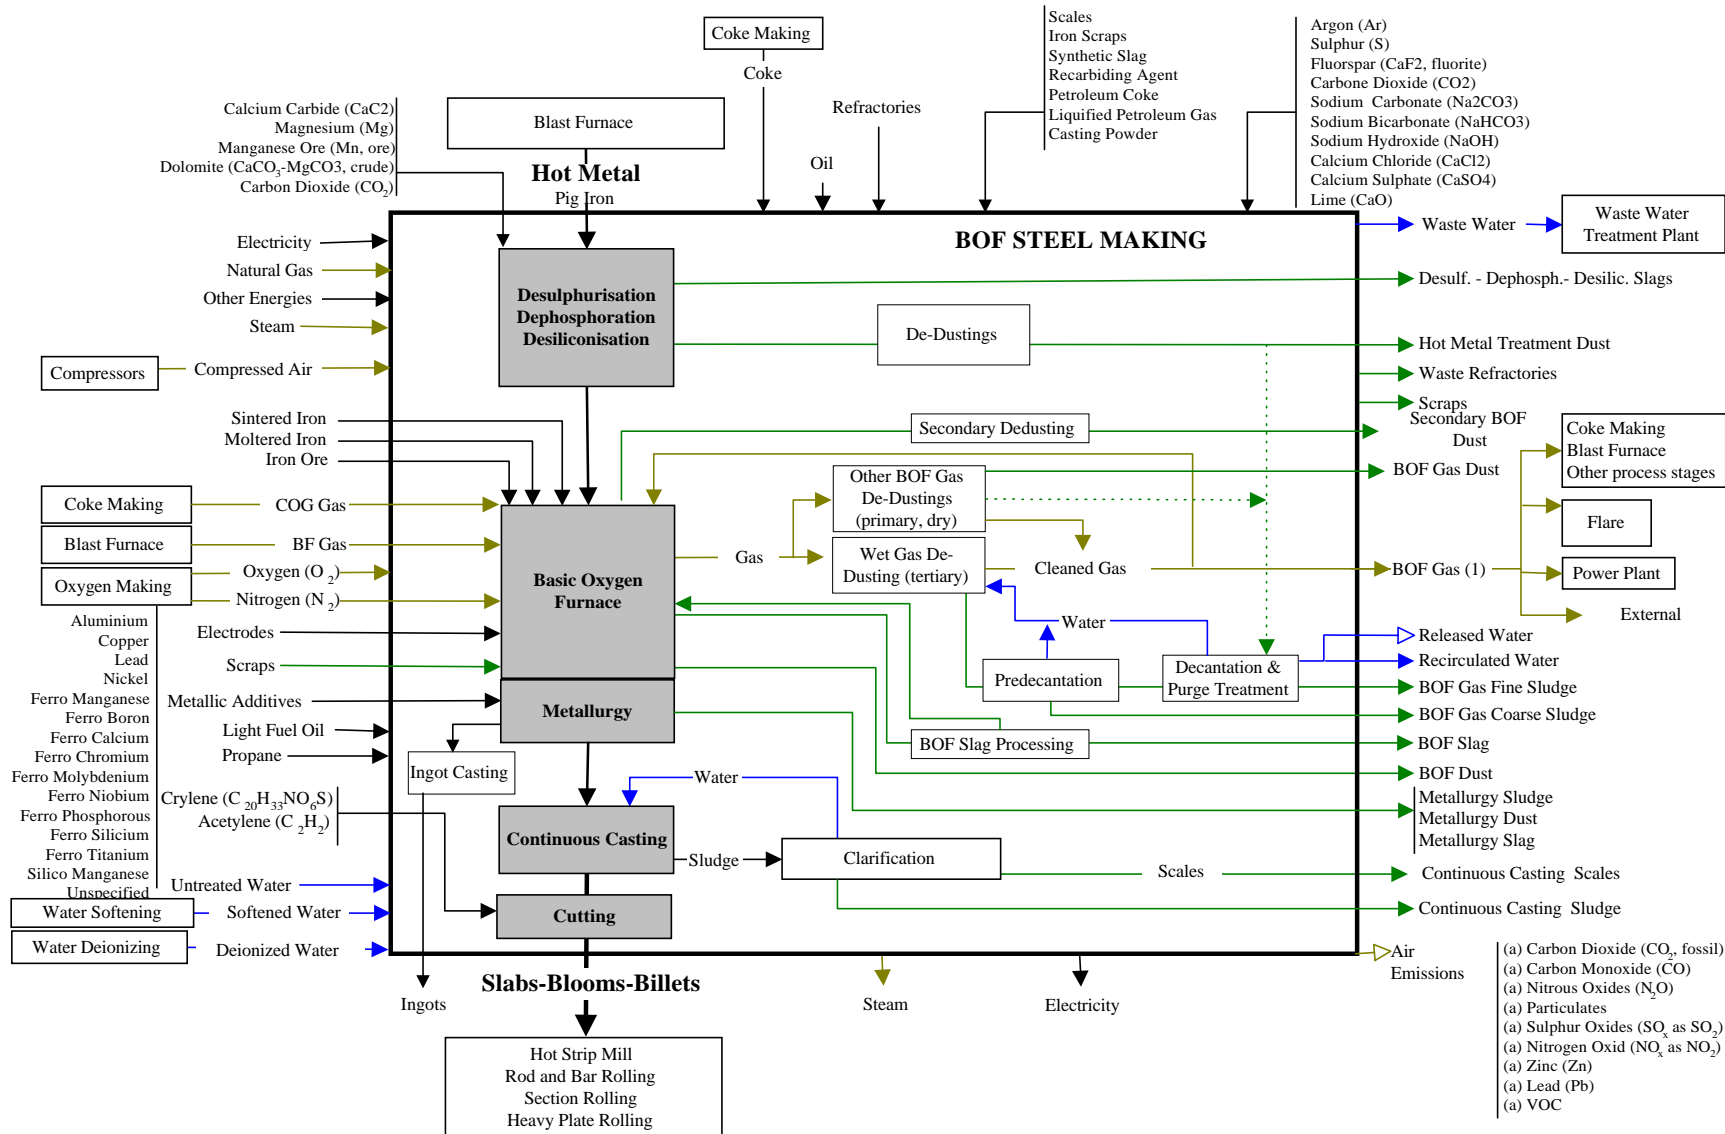 Coke Making
Coke
Scales
Iron Scraps
Synthetic Slag
Recarbiding Agent
Petroleum Coke
Liquified Petroleum Gas
Casting Powder
Argon (Ar)
Sulphur (S)
Fluorspar (CaF2, fluorite)
Carbone Dioxide (CO2)
Sodium Carbonate (Na2CO3)
Sodium Bicarbonate (NaHCO3)
Sodium Hydroxide (NaOH)
Calcium Chloride (CaCl2)
Calcium Sulphate (CaSO4)
Lime (CaO)
Calcium Carbide (CaC2)
Magnesium (Mg)
Manganese Ore (Mn, ore)
Dolomite (CaCO3-MgCO3, crude)
Carbon Dioxide (CO2)
Blast Furnace
Hot Metal
Pig Iron
Oil
Refractories
BOF STEEL MAKING
Waste Water
Waste Water
Treatment Plant
Electricity
Natural Gas
Other Energies
Steam
Compressors
Compressed Air
Desulphurisation
Dephosphoration
Desiliconisation
De-Dustings
Desulf. - Dephosph.- Desilic. Slags
Hot Metal Treatment Dust
Waste Refractories
Scraps
Sintered Iron
Moltered Iron
Iron Ore
Secondary Dedusting
Secondary BOF
Dust
Coke Making
Blast Furnace
Other process stages
Coke Making
COG Gas
Blast Furnace
BF Gas
Oxygen Making
Oxygen (O2)
Nitrogen (N2)
Basic Oxygen
Furnace
Gas
Other BOF Gas
De-Dustings
(primary, dry)
Wet Gas De-
Dusting (tertiary)
Cleaned Gas
BOF Gas Dust
BOF Gas (1)
Flare
Power Plant
External
Aluminium
Copper
Lead
Nickel
Ferro Manganese
Ferro Boron
Ferro Calcium
Ferro Chromium
Ferro Molybdenium
Ferro Niobium
Ferro Phosphorous
Ferro Silicium
Ferro Titanium
Silico Manganese
Unspecified
Electrodes
Scraps
Metallic Additives
Light Fuel Oil
Propane
Crylene (C20H33NO6S)
Acetylene (C2H2)
Untreated Water
Water Softening
Softened Water
Water Deionizing
Deionized Water
Metallurgy
Ingot Casting
Continuous Casting
Cutting
Water
Predecantation
Decantation &
Purge Treatment
Released Water
Recirculated Water
BOF Gas Fine Sludge
BOF Gas Coarse Sludge
BOF Slag Processing
BOF Slag
BOF Dust
Water
Metallurgy Sludge
Metallurgy Dust
Metallurgy Slag
Sludge
Clarification
Scales
Continuous Casting Scales
Continuous Casting Sludge
Air
Emissions
(a) Carbon Dioxide (CO2, fossil)
(a) Carbon Monoxide (CO)
(a) Nitrous Oxides (N2O)
(a) Particulates
(a) Sulphur Oxides (SOx as SO2)
(a) Nitrogen Oxid (NOx as NO2)
(a) Zinc (Zn)
(a) Lead (Pb)
(a) VOC
Slabs-Blooms-Billets
Ingots
Steam
Electricity
Hot Strip Mill
Rod and Bar Rolling
Section Rolling
Heavy Plate Rolling